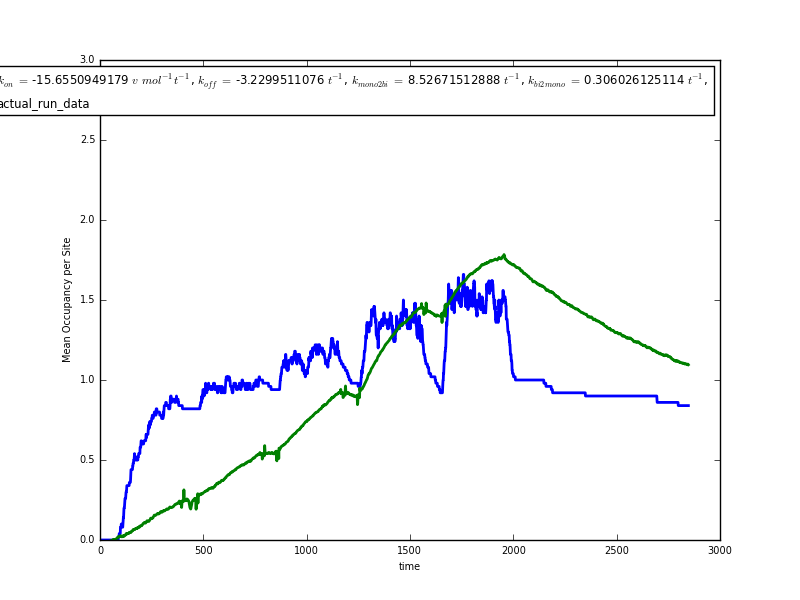 3.0
k_on = -15.6550949179 v mol⁻¹t⁻¹, k_off = -3.2299511076 t⁻¹, k_mono2bi = 8.52671512888 t⁻¹, k_bi2mono = 0.306026125114 t⁻¹,
actual_run_data
2.5
2.0
1.5
1.0
0.5
0.0
Mean Occupancy per Site
0 500 1000 1500 2000 2500 3000
time